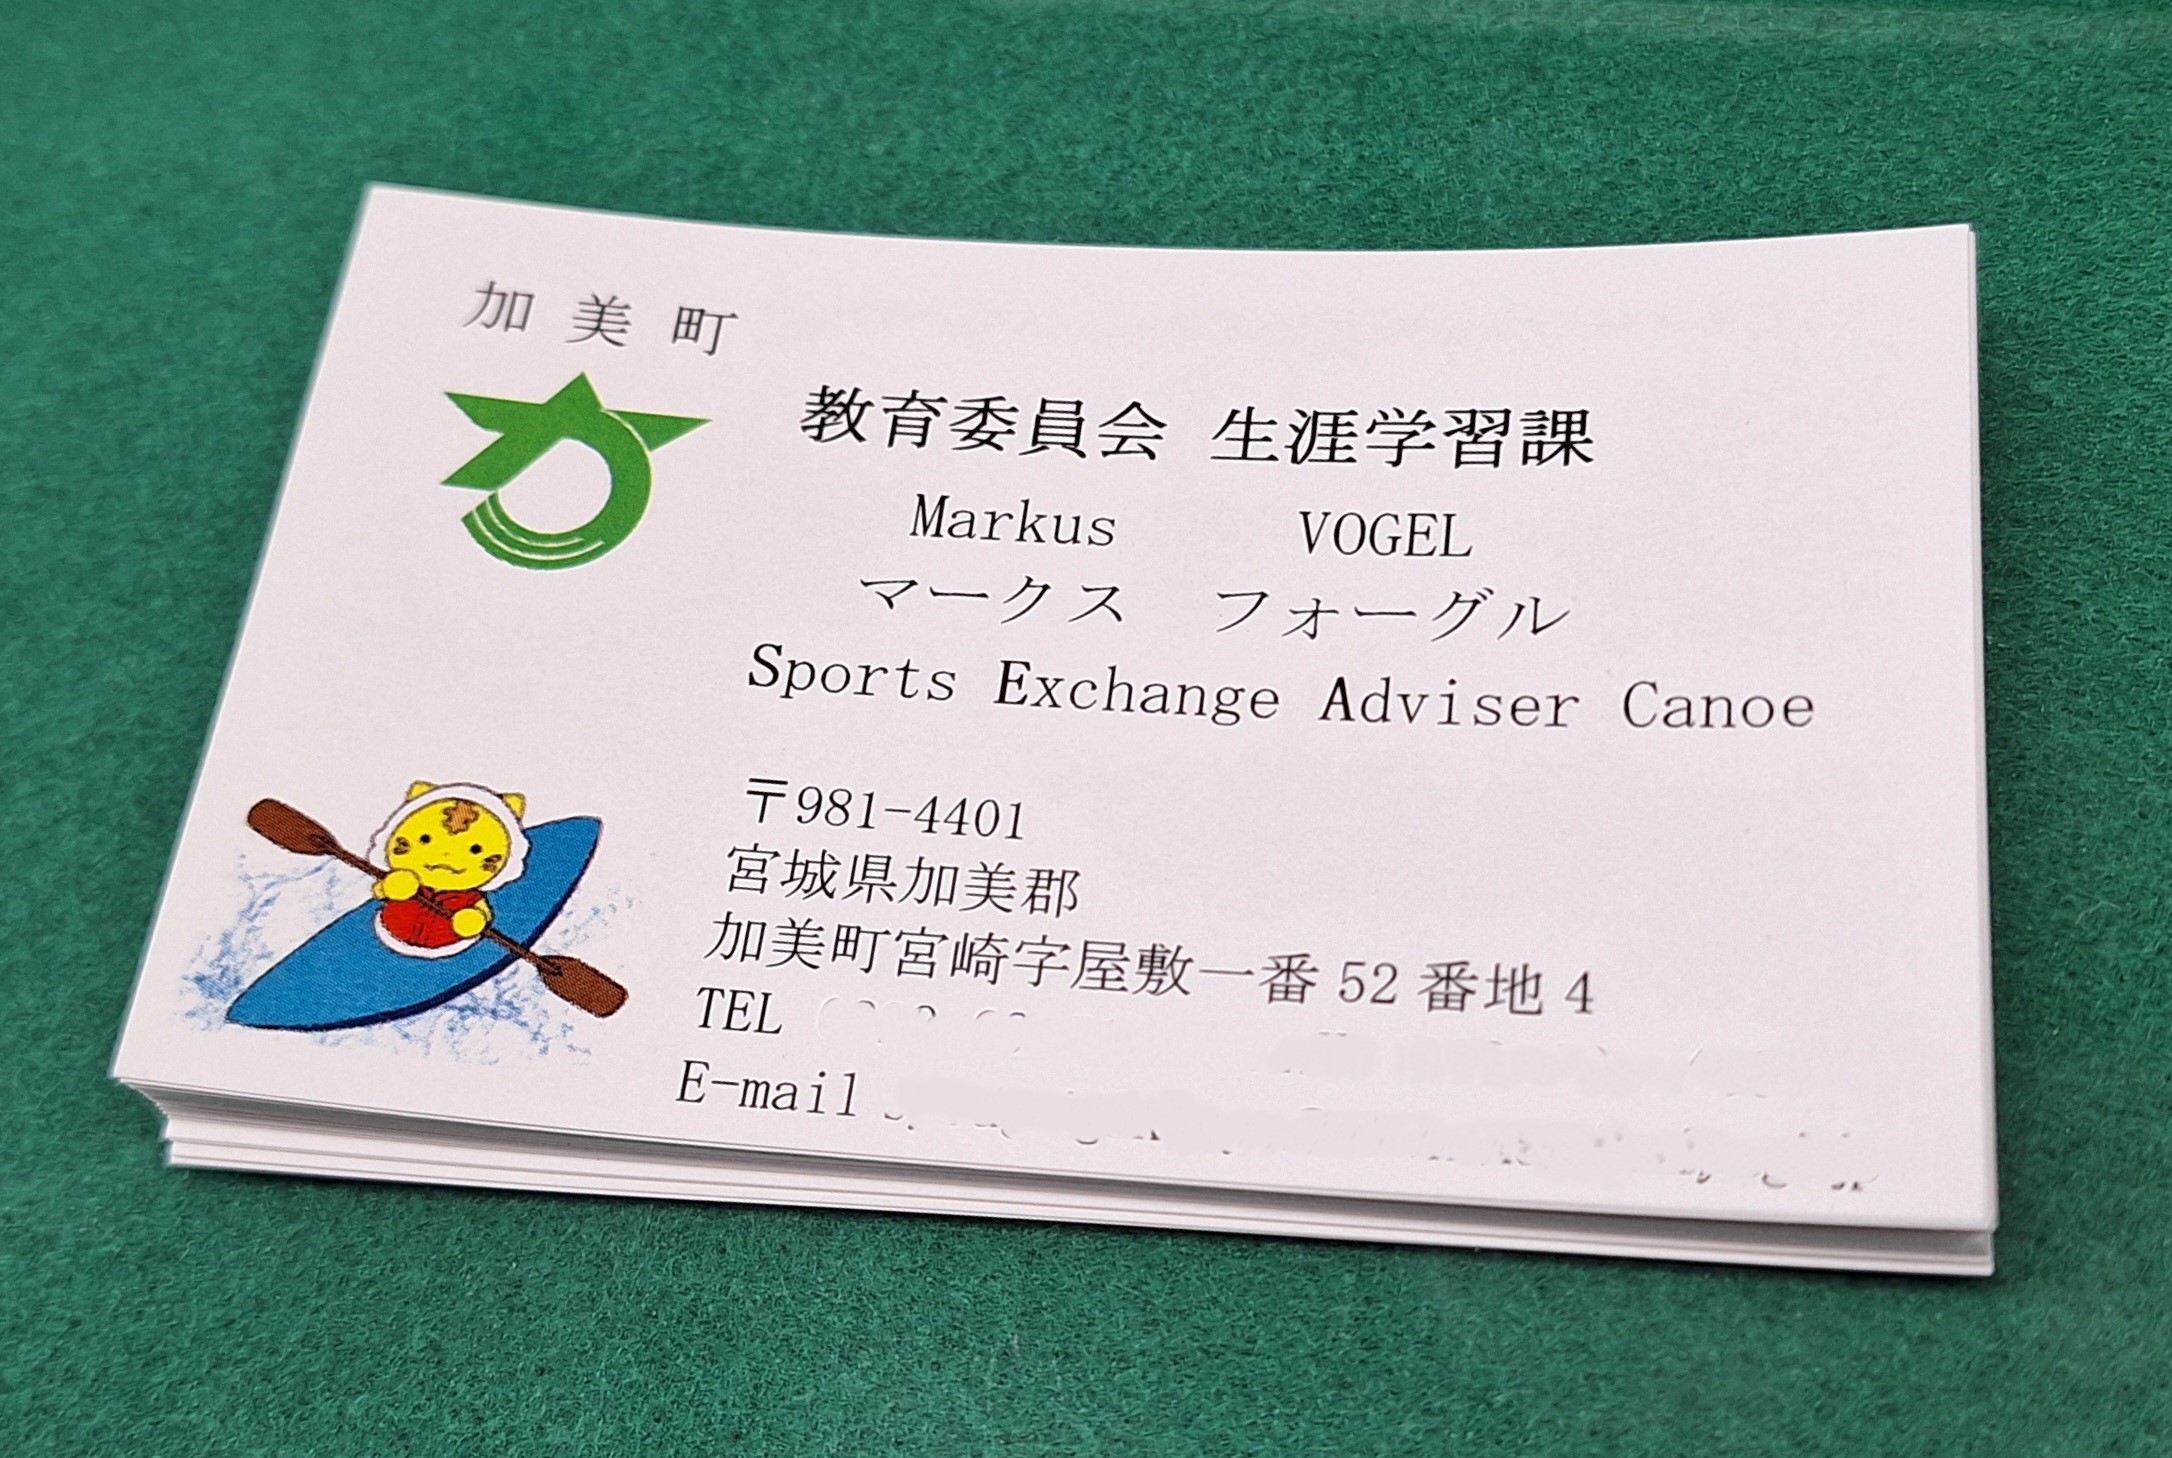 加美町
教育委員会 生涯学習課
Markus VOGEL
マークス フォーグル
Sports Exchange Adviser Canoe
〒981-4401
宮城県加美郡
加美町宮崎字屋敷一番52番地4
TEL
E-mail